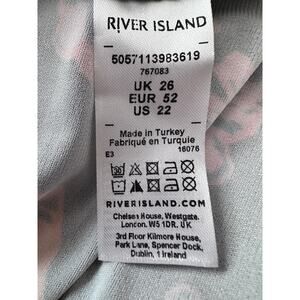 RIVER ISLAND
5057113983619
767083
UK 26
EUR 52
US 22
Made in Turkey
Fabriqué en Turquie
16076
E3
RIVERISLAND.COM
Chelsea House, Westgate.
London. W5 1DR. UK
3rd Floor Kilmore House,
Park Lane, Spencer Dock,
Dublin, 1 Ireland